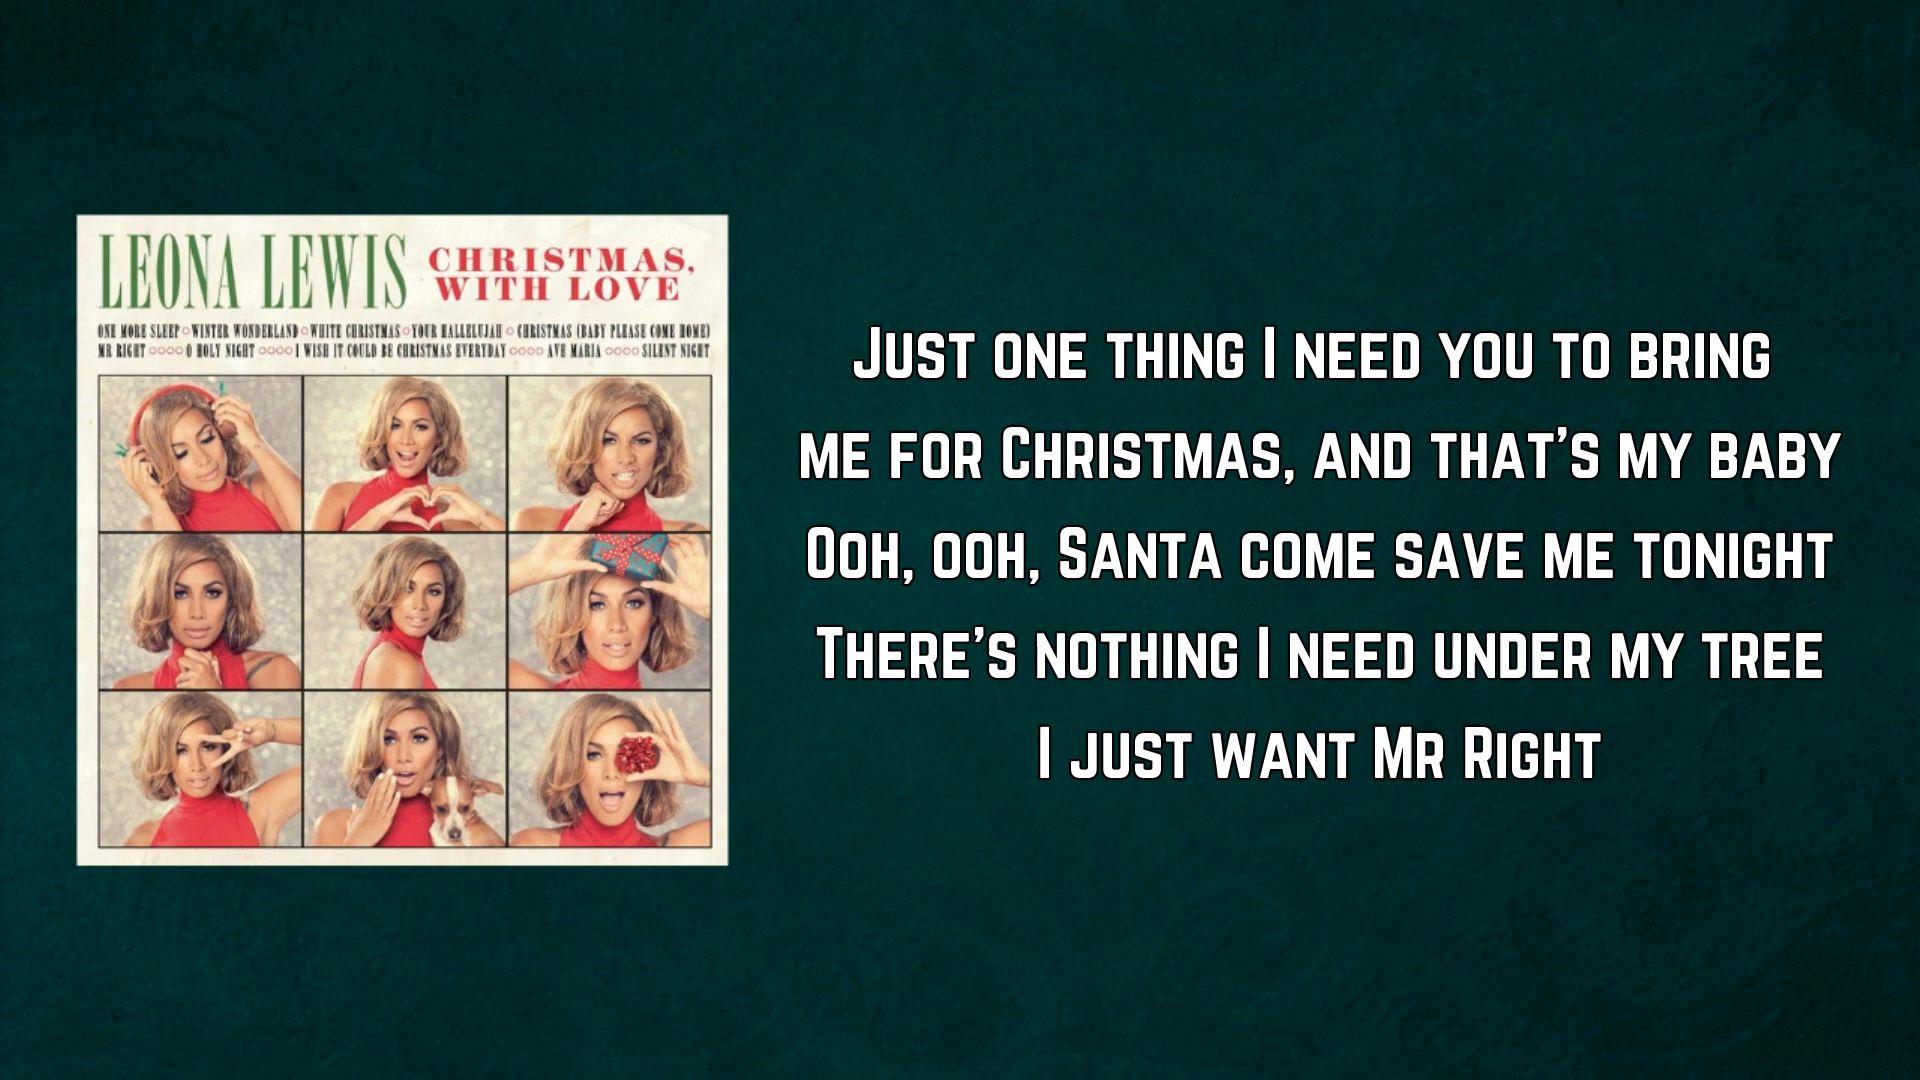 LEONA LEWIS CHRISTMAS,
WITH LOVE
ONE MORE SLEEP ○ WINTER WONDERLAND ○ WHITE CHRISTMAS ○ YOUR HALLELUJAH ○ CHRISTMAS (BABY PLEASE COME HOME)
MR RIGHT ○○○○ O HOLY NIGHT ○○○○ I WISH IT COULD BE CHRISTMAS EVERYDAY ○○○○ AVE MARIA ○○○○ SILENT NIGHT
Just one thing I need you to bring
me for Christmas, and that's my baby
Ooh, ooh, Santa come save me tonight
There's nothing I need under my tree
I just want Mr Right